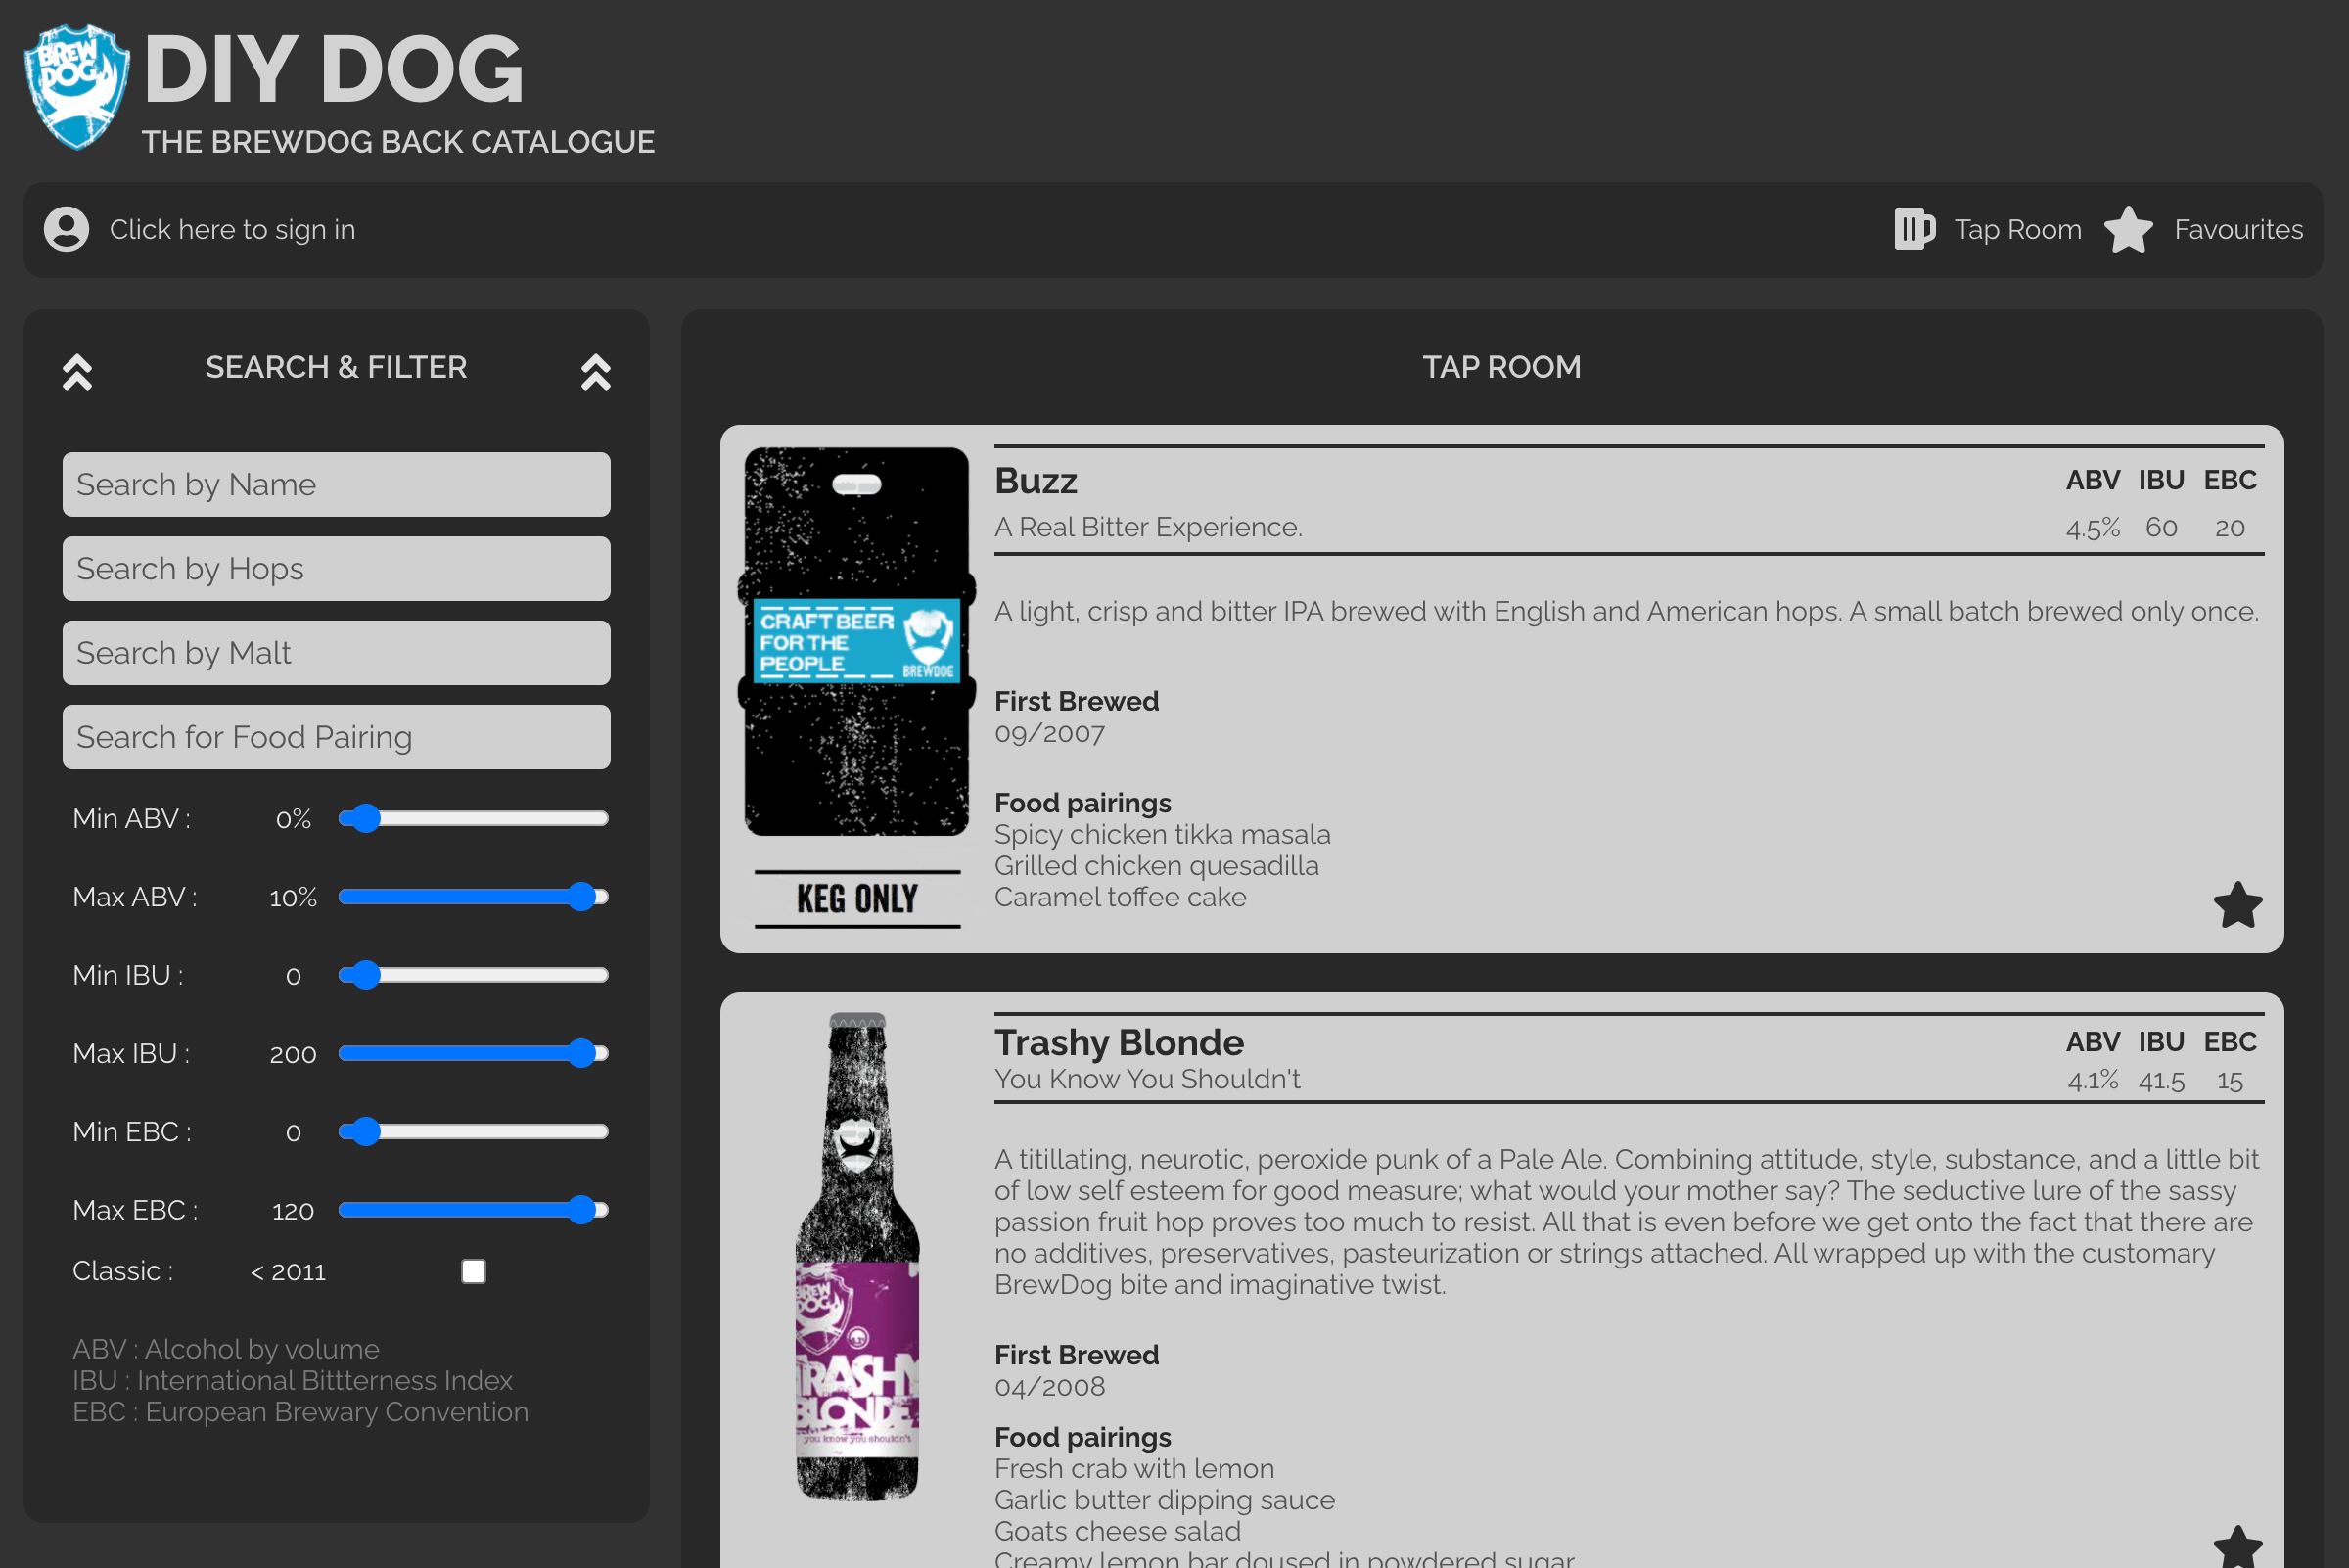 BREW
DOG
DIY DOG
THE BREWDOG BACK CATALOGUE
Click here to sign in
Tap Room
Favourites
SEARCH & FILTER
Search by Name
Search by Hops
Search by Malt
Search for Food Pairing
Min ABV : 0%
Max ABV : 10%
Min IBU : 0
Max IBU : 200
Min EBC : 0
Max EBC : 120
Classic : < 2011
ABV : Alcohol by volume
IBU : International Bittterness Index
EBC : European Brewary Convention
TAP ROOM
CRAFT BEER
FOR THE
PEOPLE
BREWDOG
KEG ONLY
Buzz
A Real Bitter Experience.
ABV IBU EBC
4.5% 60 20
A light, crisp and bitter IPA brewed with English and American hops. A small batch brewed only once.
First Brewed
09/2007
Food pairings
Spicy chicken tikka masala
Grilled chicken quesadilla
Caramel toffee cake
BREW
DOG
TRASHY
BLONDE
you know you shouldn't
Trashy Blonde
You Know You Shouldn't
ABV IBU EBC
4.1% 41.5 15
A titillating, neurotic, peroxide punk of a Pale Ale. Combining attitude, style, substance, and a little bit
of low self esteem for good measure; what would your mother say? The seductive lure of the sassy
passion fruit hop proves too much to resist. All that is even before we get onto the fact that there are
no additives, preservatives, pasteurization or strings attached. All wrapped up with the customary
BrewDog bite and imaginative twist.
First Brewed
04/2008
Food pairings
Fresh crab with lemon
Garlic butter dipping sauce
Goats cheese salad
Creamy lemon bar doused in powdered sugar